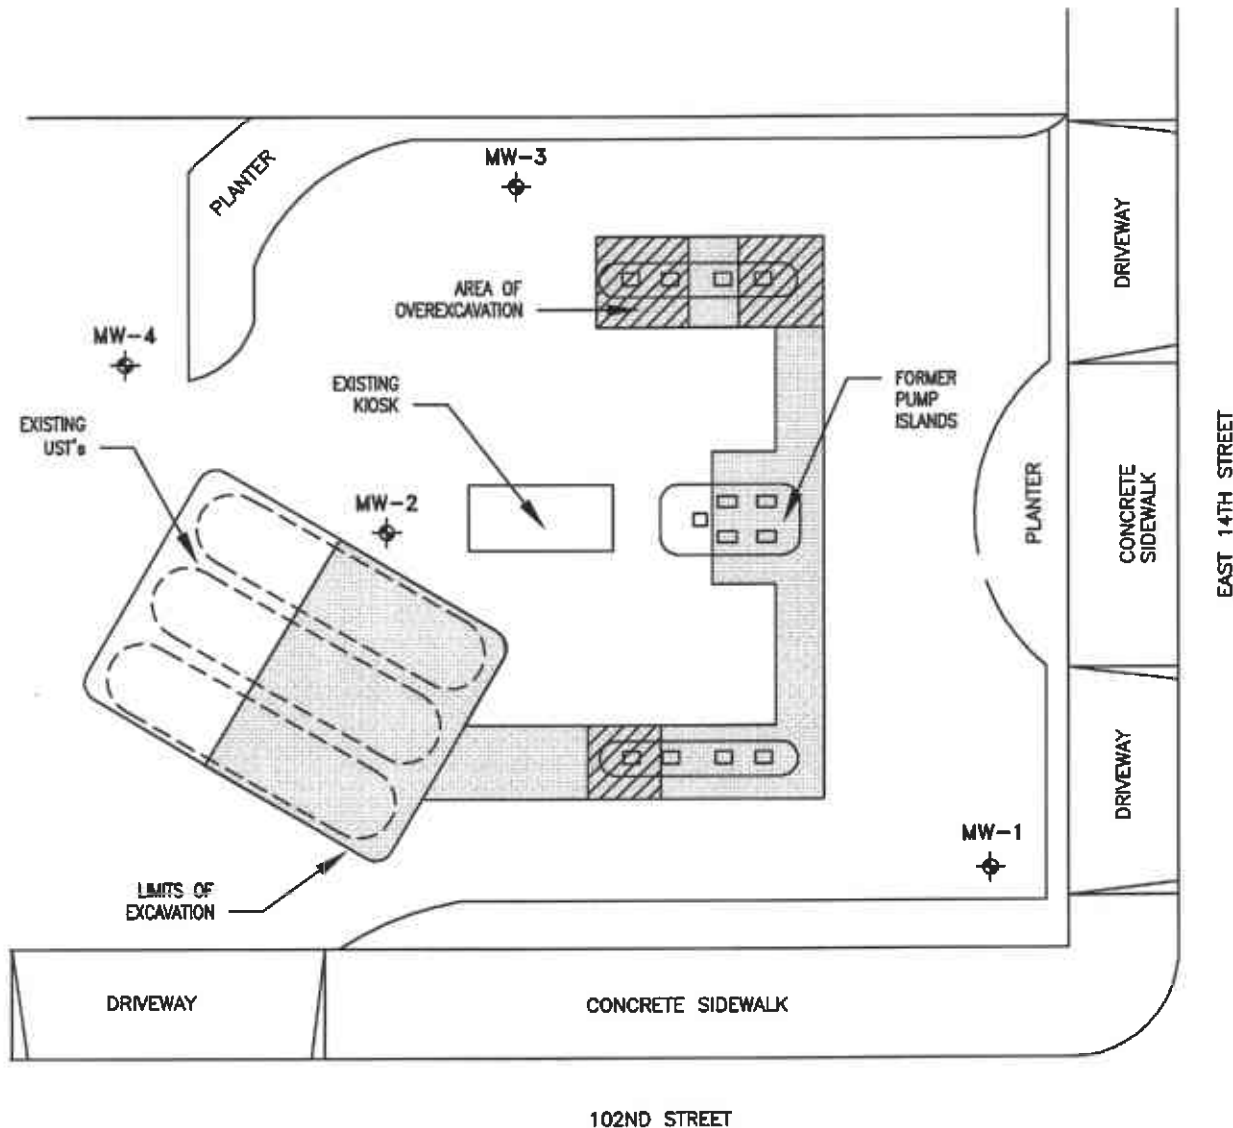 MW-3
PLANTER
DRIVEWAY
AREA OF
OVEREXCAVATION
MW-4
EXISTING
KIOSK
FORMER
PUMP
ISLANDS
EXISTING
UST's
MW-2
PLANTER
CONCRETE
SIDEWALK
EAST 14TH STREET
DRIVEWAY
MW-1
LIMITS OF
EXCAVATION
DRIVEWAY
CONCRETE SIDEWALK
102ND STREET